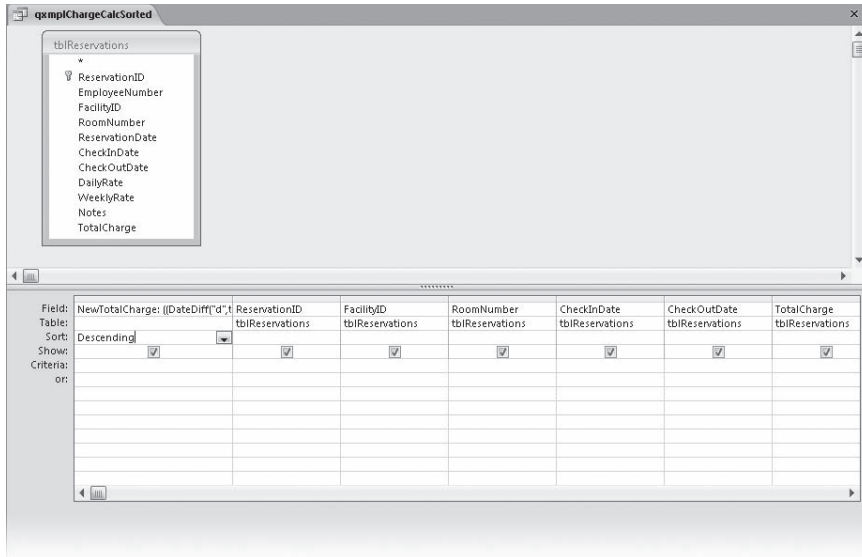 qxmplChargeCalcSorted
tblReservations
*
ReservationID
EmployeeNumber
FacilityID
RoomNumber
ReservationDate
CheckInDate
CheckOutDate
DailyRate
WeeklyRate
Notes
TotalCharge
Field: NewTotalCharge: ((DateDiff("d",t ReservationID FacilityID RoomNumber CheckInDate CheckOutDate TotalCharge
Table: tblReservations tblReservations tblReservations tblReservations tblReservations tblReservations
Sort: Descending
Show:
Criteria:
or: